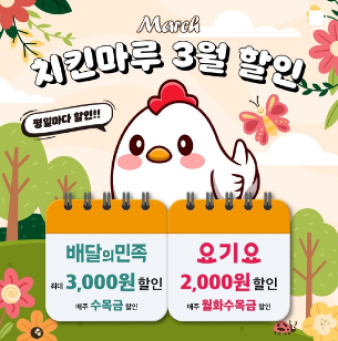 March
치킨마루 3월 할인
평일마다 할인!!
배달의민족
최대 3,000원 할인
매주 수목금 할인
요기요
2,000원 할인
매주 월화수목금 할인